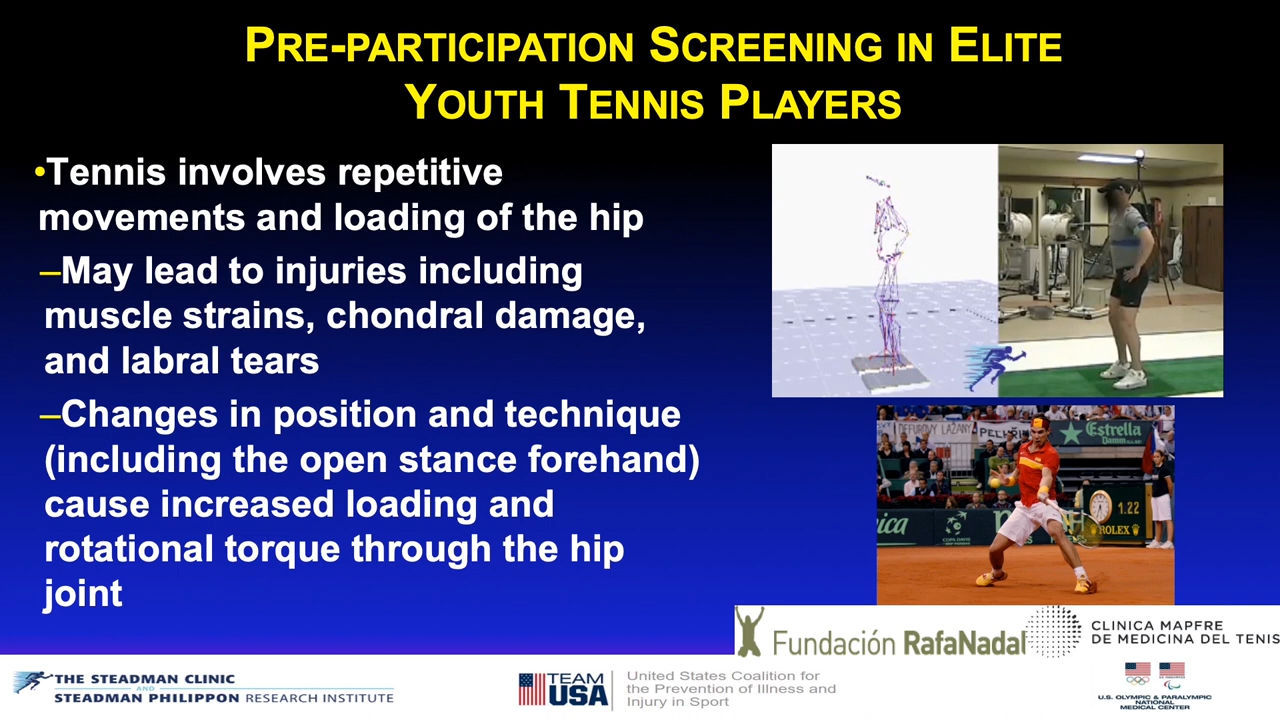 PRE-PARTICIPATION SCREENING IN ELITE
YOUTH TENNIS PLAYERS
•Tennis involves repetitive
movements and loading of the hip
–May lead to injuries including
muscle strains, chondral damage,
and labral tears
–Changes in position and technique
(including the open stance forehand)
cause increased loading and
rotational torque through the hip
joint
DEFUROVY LAZANY
Estrella
Damm
1.22
ROLEX
Fundación RafaNadal
CLINICA MAPFRE
DE MEDICINA DEL TENIS
THE STEADMAN CLINIC
AND
STEADMAN PHILIPPON RESEARCH INSTITUTE
TEAM
USA
United States Coalition for
the Prevention of Illness and
Injury in Sport
U.S. OLYMPIC & PARALYMPIC
NATIONAL
MEDICAL CENTER